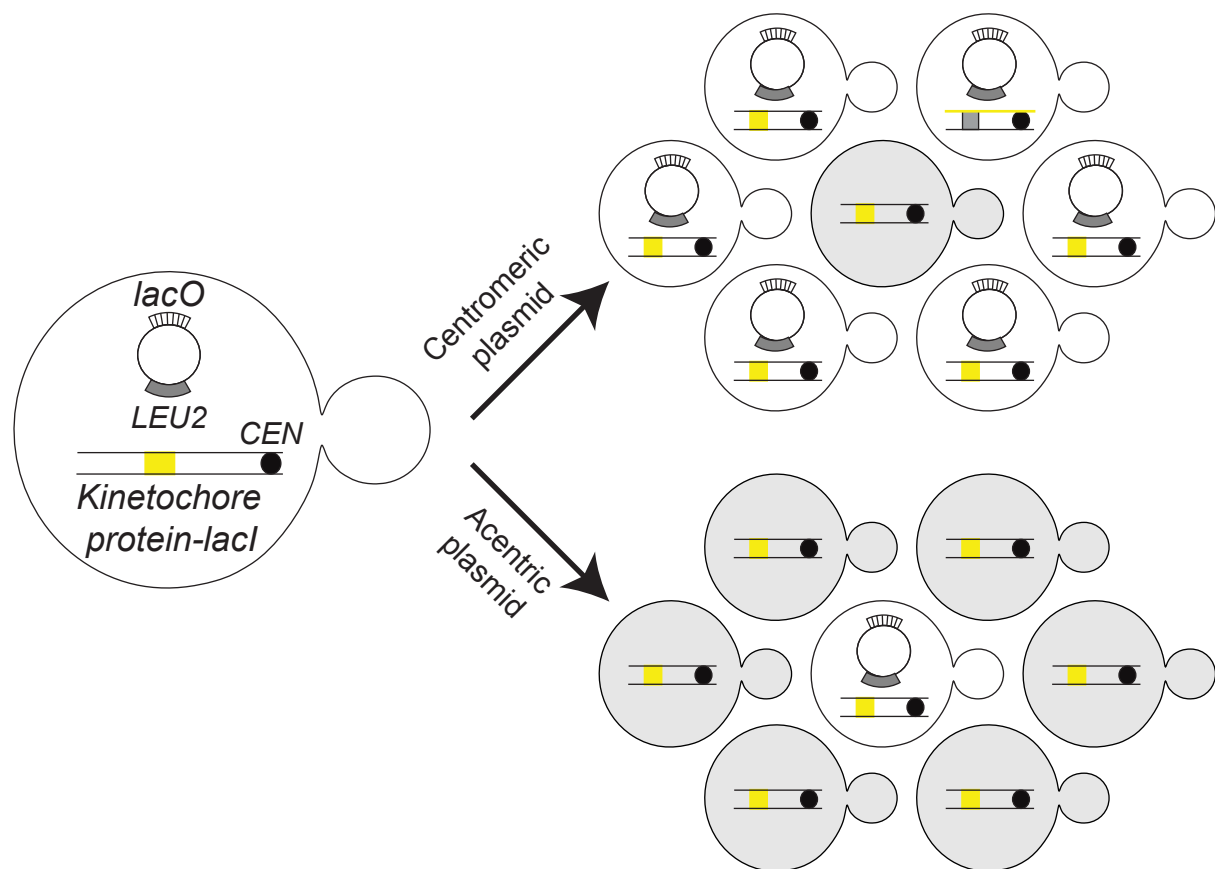 lacO
LEU2
CEN
Kinetochore
protein-lacI
Centromeric
plasmid
Acentric
plasmid